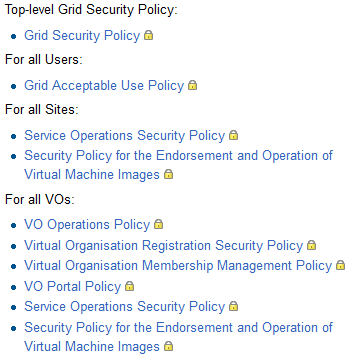 Top-level Grid Security Policy:
Grid Security Policy
For all Users:
Grid Acceptable Use Policy
For all Sites:
Service Operations Security Policy
Security Policy for the Endorsement and Operation of
Virtual Machine Images
For all VOs:
VO Operations Policy
Virtual Organisation Registration Security Policy
Virtual Organisation Membership Management Policy
VO Portal Policy
Service Operations Security Policy
Security Policy for the Endorsement and Operation of
Virtual Machine Images